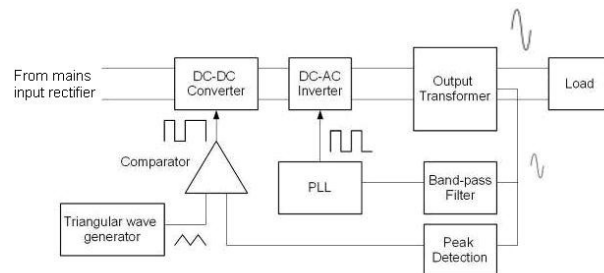 From mains
input rectifier
DC-DC
Converter
DC-AC
Inverter
Output
Transformer
Load
Comparator
PLL
Band-pass
Filter
Triangular wave
generator
Peak
Detection